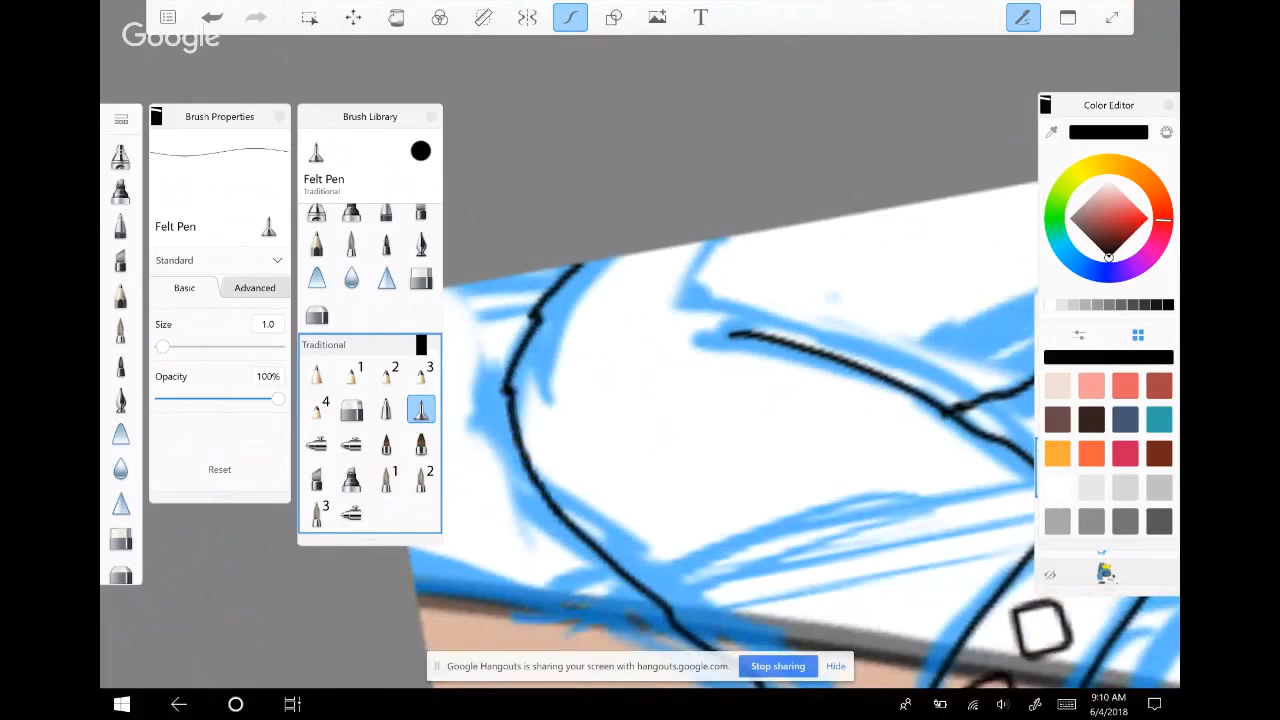 T
Google
Brush Properties
Felt Pen
Standard
Basic
Advanced
Size
1.0
Opacity
100%
Reset
Brush Library
Felt Pen
Traditional
Traditional
1
2
3
4
1
2
3
Color Editor
Google Hangouts is sharing your screen with hangouts.google.com.
Stop sharing
Hide
9:10 AM
6/4/2018